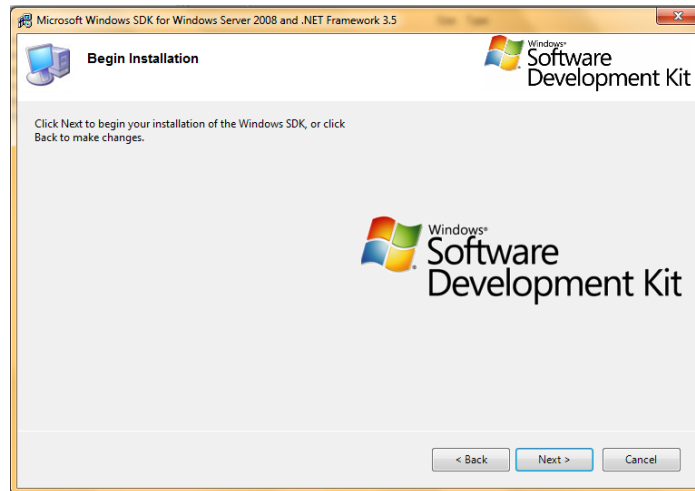 Microsoft Windows SDK for Windows Server 2008 and .NET Framework 3.5
Begin Installation
Windows®
Software
Development Kit
Click Next to begin your installation of the Windows SDK, or click
Back to make changes.
Windows®
Software
Development Kit
< Back
Next >
Cancel